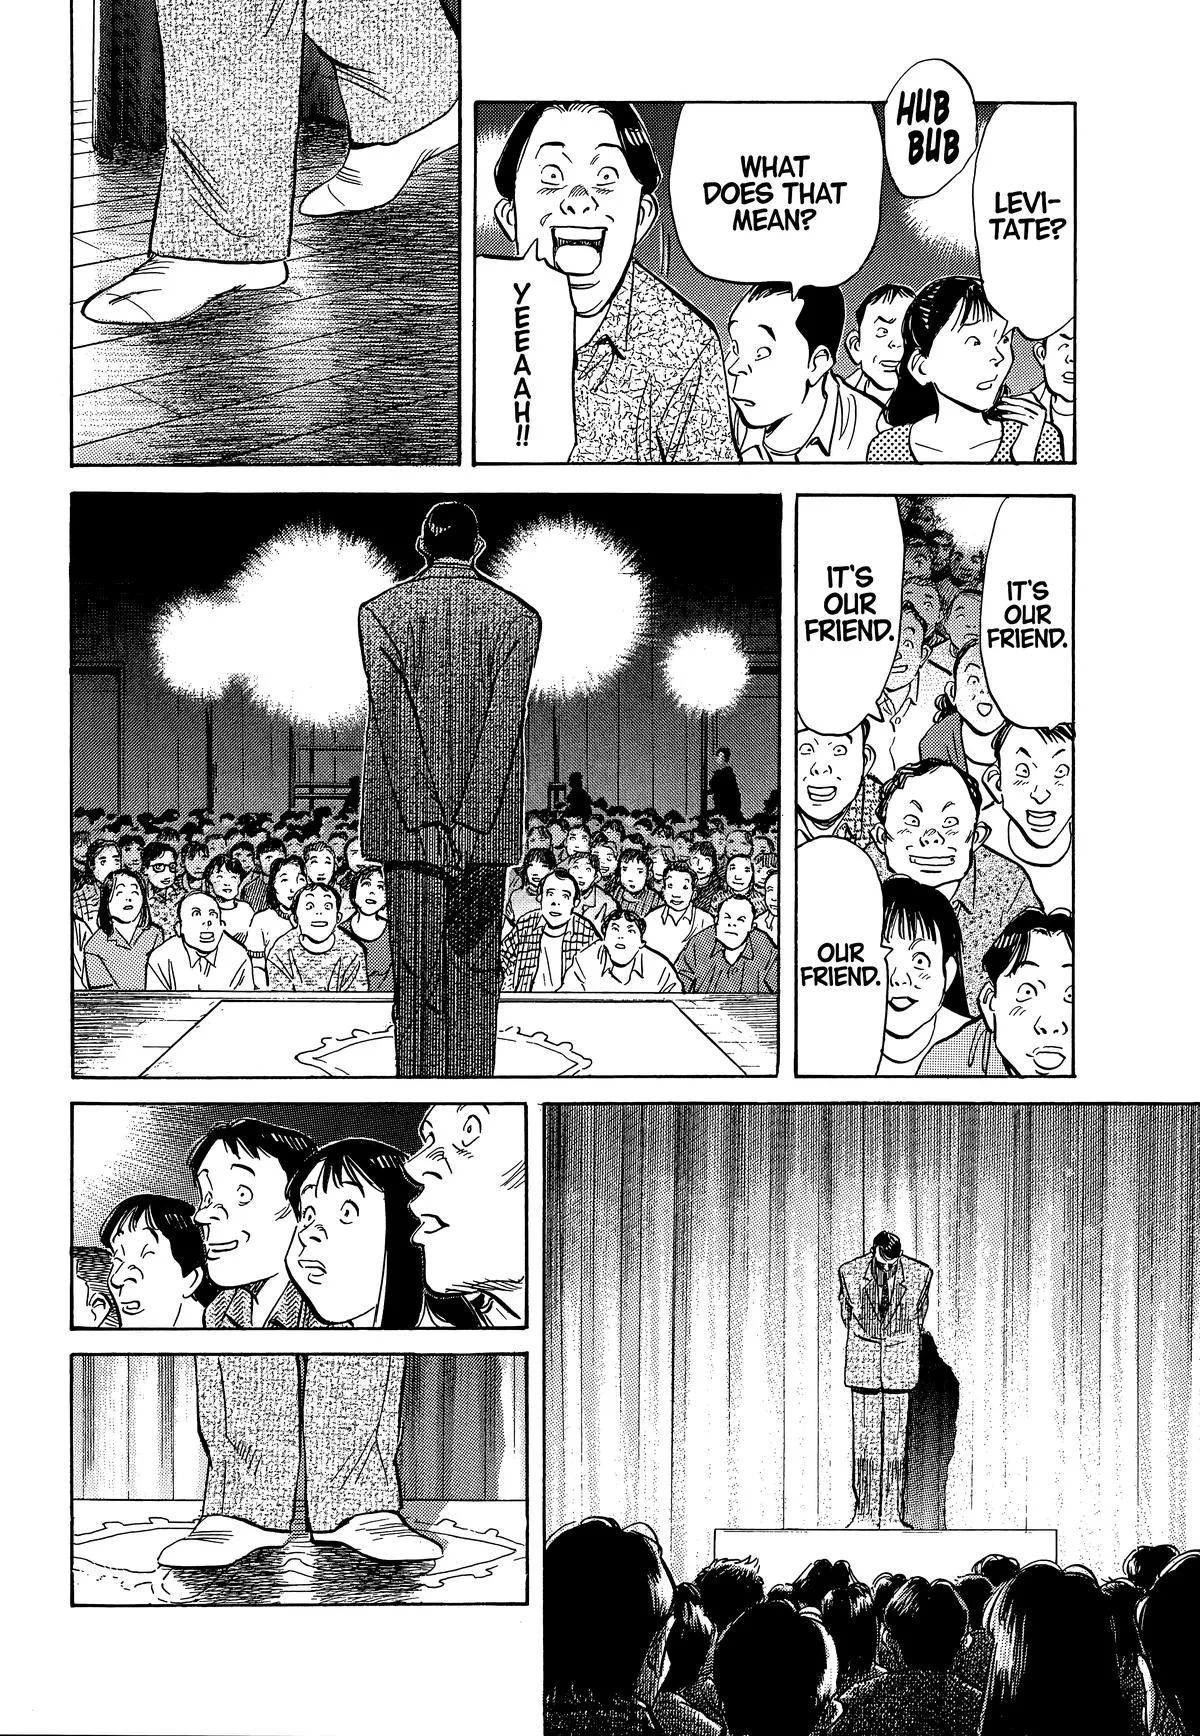 LEVI-
TATE?
HUB
BUB
WHAT
DOES THAT
MEAN?
YEEAAH!!
IT'S
OUR
FRIEND.
IT'S
OUR
FRIEND.
OUR
FRIEND.